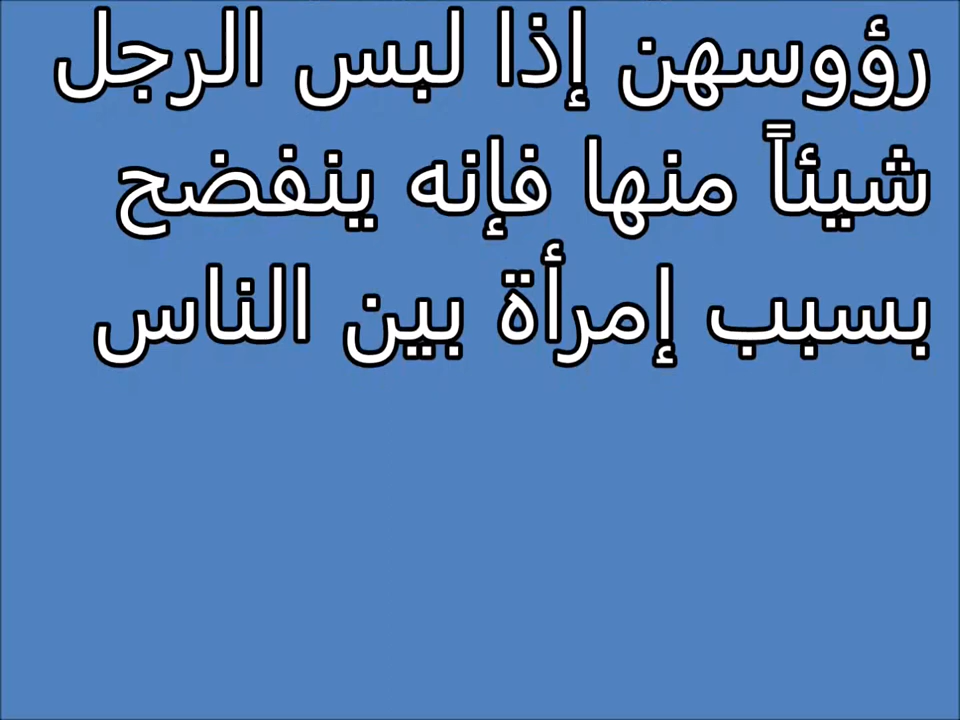 رؤوسهن إذا لبس الرجل
شيئاً منها فإنه ينفضح
بسبب إمرأة بين الناس